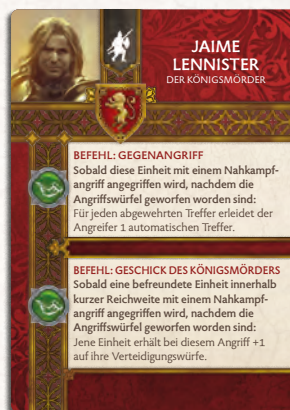 JAIME
LENNISTER
DER KÖNIGSMÖRDER
BEFEHL: GEGENANGRIFF
Sobald diese Einheit mit einem Nahkampf-
angriff angegriffen wird, nachdem die
Angriffswürfel geworfen worden sind:
Für jeden abgewehrten Treffer erleidet der
Angreifer 1 automatischen Treffer.
BEFEHL: GESCHICK DES KÖNIGSMÖRDERS
Sobald eine befreundete Einheit innerhalb
kurzer Reichweite mit einem Nahkampf-
angriff angegriffen wird, nachdem die
Angriffswürfel geworfen worden sind:
Jene Einheit erhält bei diesem Angriff +1
auf ihre Verteidigungswürfe.